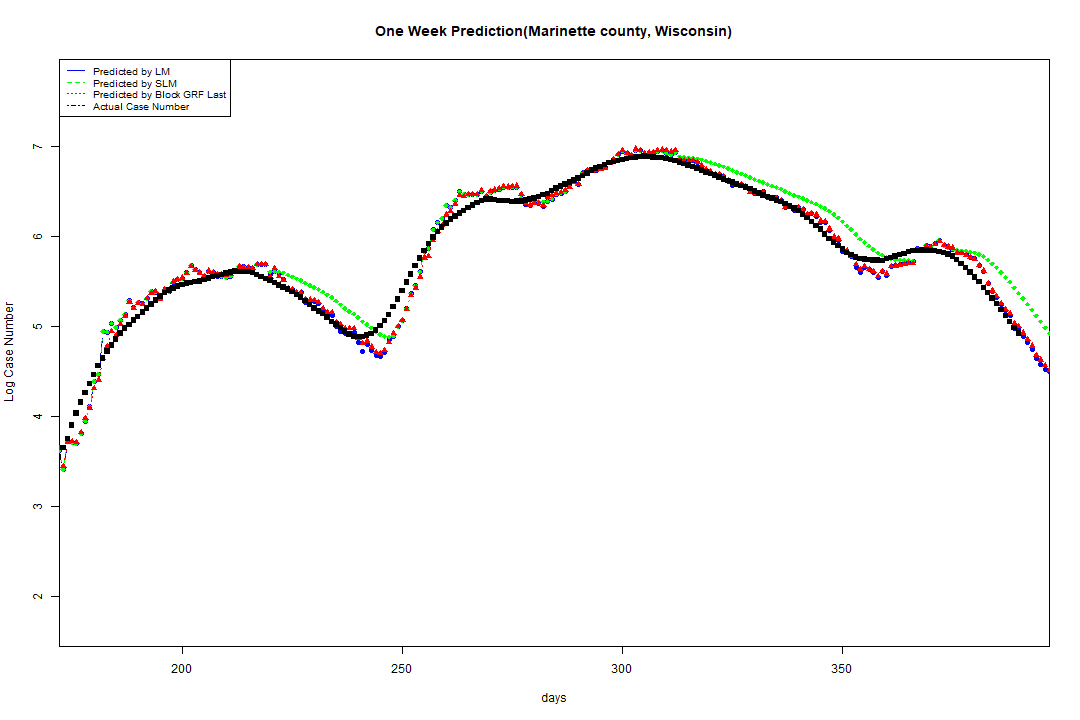 One Week Prediction(Marinette county, Wisconsin)
Predicted by LM
Predicted by SLM
Predicted by Block GRF Last
Actual Case Number
Log Case Number
7
6
5
4
3
2
200
250
300
350
days